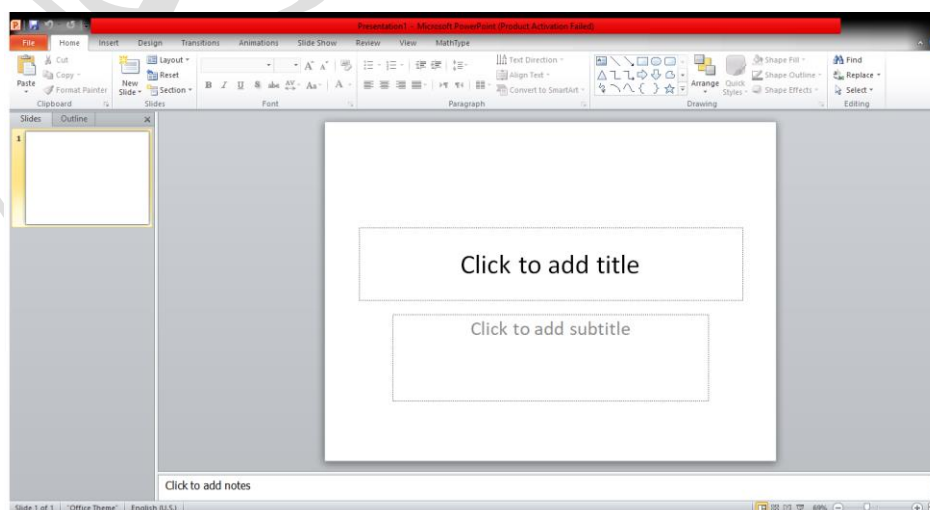 Presentation1 - Microsoft PowerPoint (Product Activation Failed)
File Home Insert Design Transitions Animations Slide Show Review View MathType
Cut Layout Text Direction Shape Fill Find
Copy Reset Align Text Shape Outline Replace
Paste Format Painter New Slide Section B I U S abe AV Aa A Convert to SmartArt Arrange Quick Styles Shape Effects Select
Clipboard Slides Font Paragraph Drawing Editing
Slides Outline
1
Click to add title
Click to add subtitle
Click to add notes
Slide 1 of 1 "Office Theme" English (U.S.) 69%